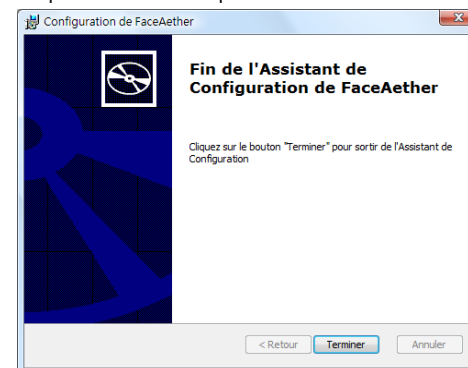 Configuration de FaceAether
Fin de l'Assistant de
Configuration de FaceAether
Cliquez sur le bouton "Terminer" pour sortir de l'Assistant de
Configuration
< Retour
Terminer
Annuler